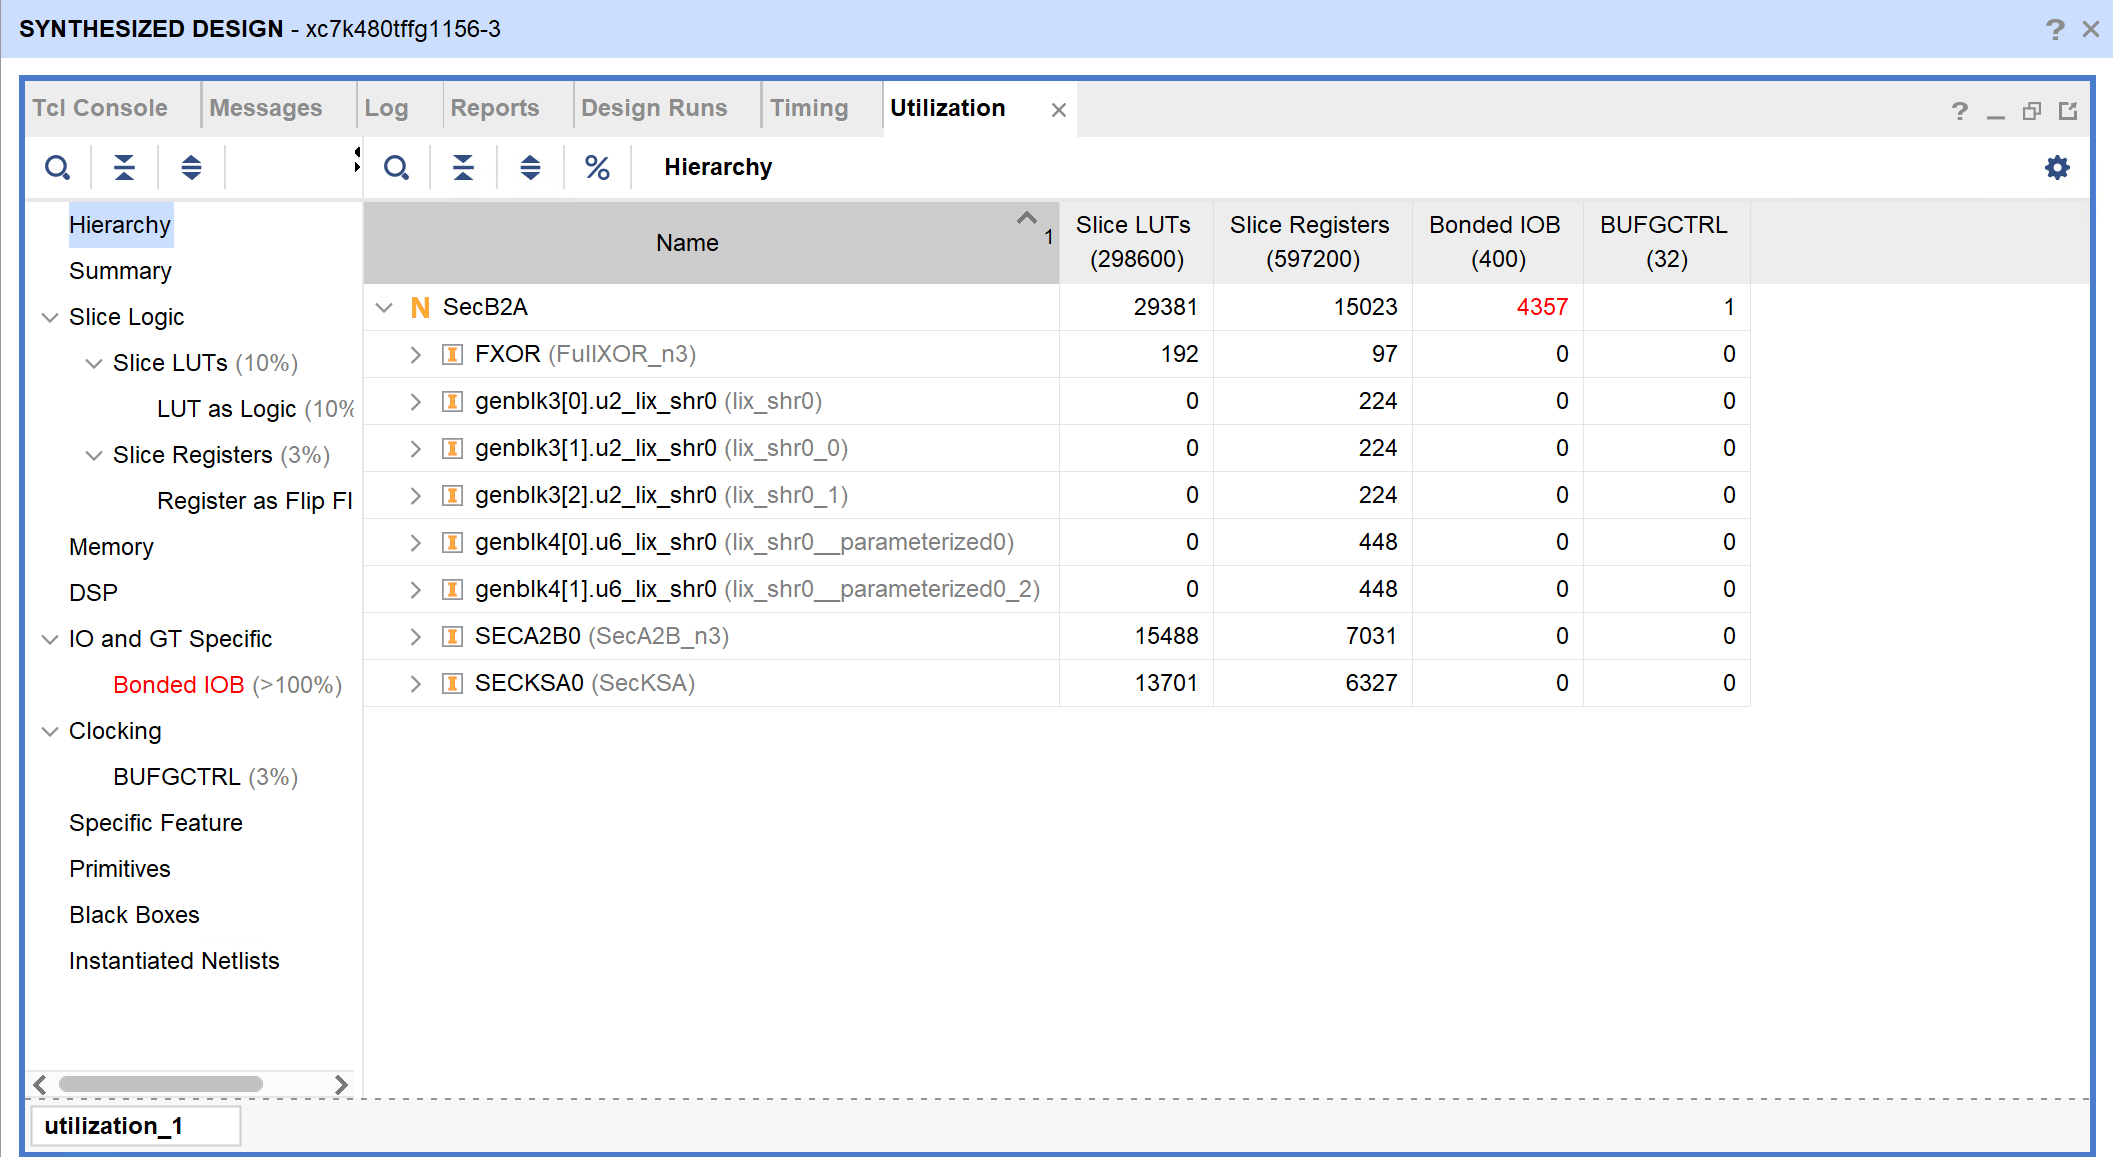 SYNTHESIZED DESIGN - xc7k480tffg1156-3
Tcl Console Messages Log Reports Design Runs Timing Utilization
Hierarchy
Hierarchy
Summary
Slice Logic
Slice LUTs (10%)
LUT as Logic (10%
Slice Registers (3%)
Register as Flip Fl
Memory
DSP
IO and GT Specific
Bonded IOB (>100%)
Clocking
BUFGCTRL (3%)
Specific Feature
Primitives
Black Boxes
Instantiated Netlists
Name 1 Slice LUTs (298600) Slice Registers (597200) Bonded IOB (400) BUFGCTRL (32)
N SecB2A 29381 15023 4357 1
I FXOR (FullXOR_n3) 192 97 0 0
I genblk3[0].u2_lix_shr0 (lix_shr0) 0 224 0 0
I genblk3[1].u2_lix_shr0 (lix_shr0_0) 0 224 0 0
I genblk3[2].u2_lix_shr0 (lix_shr0_1) 0 224 0 0
I genblk4[0].u6_lix_shr0 (lix_shr0__parameterized0) 0 448 0 0
I genblk4[1].u6_lix_shr0 (lix_shr0__parameterized0_2) 0 448 0 0
I SECA2B0 (SecA2B_n3) 15488 7031 0 0
I SECKSA0 (SecKSA) 13701 6327 0 0
utilization_1